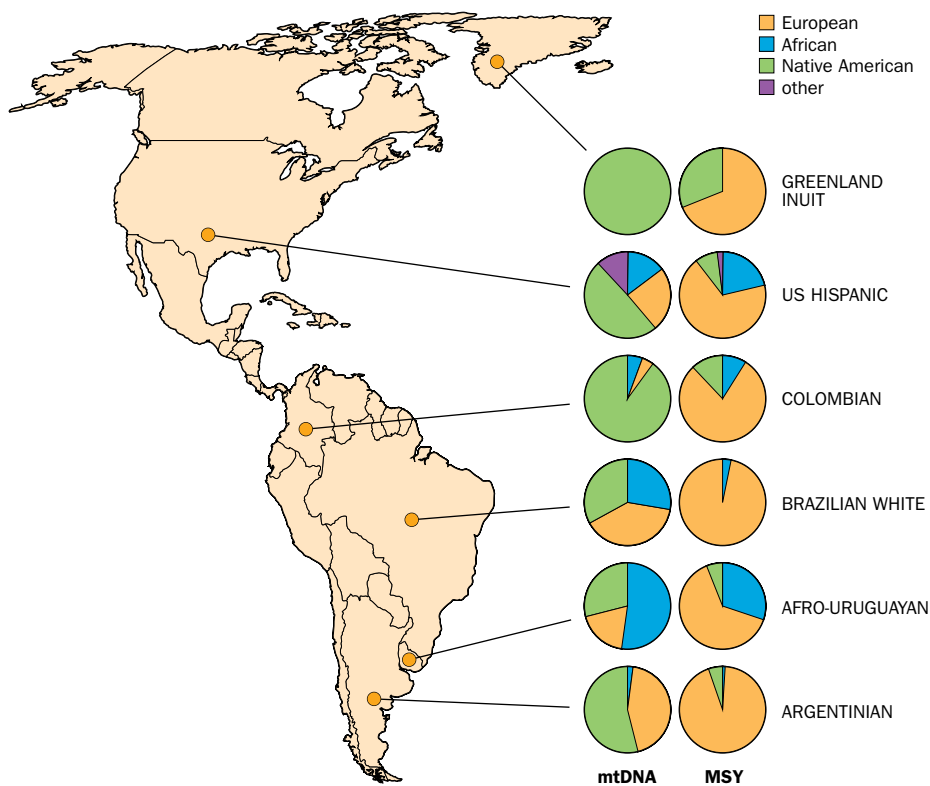 European
African
Native American
other
GREENLAND
INUIT
US HISPANIC
COLOMBIAN
BRAZILIAN WHITE
AFRO-URUGUAYAN
ARGENTINIAN
mtDNA
MSY